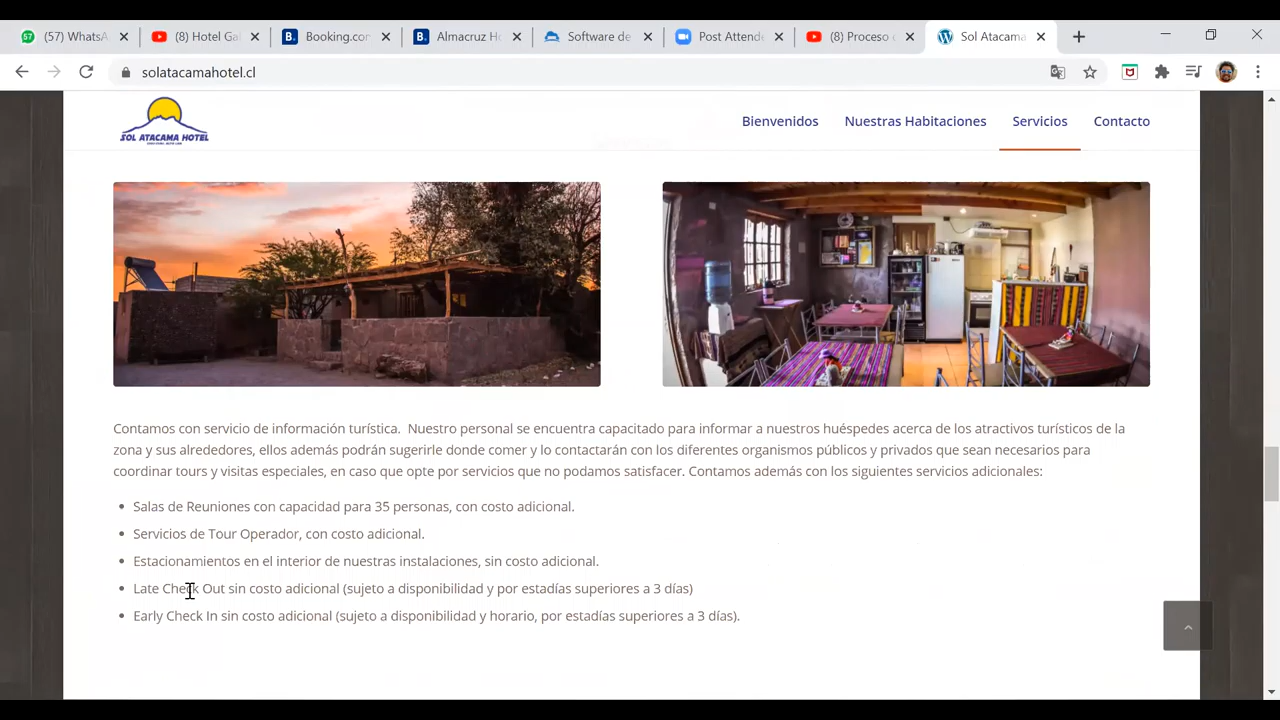 (57) WhatsA
(8) Hotel Ga
Booking.con
Almacruz Ho
Software de
Post Attende
(8) Proceso d
Sol Atacama
solatacamahotel.cl
SOL ATACAMA HOTEL
Bienvenidos
Nuestras Habitaciones
Servicios
Contacto
Contamos con servicio de información turística.  Nuestro personal se encuentra capacitado para informar a nuestros huéspedes acerca de los atractivos turísticos de la
zona y sus alrededores, ellos además podrán sugerirle donde comer y lo contactarán con los diferentes organismos públicos y privados que sean necesarios para
coordinar tours y visitas especiales, en caso que opte por servicios que no podamos satisfacer. Contamos además con los siguientes servicios adicionales:
Salas de Reuniones con capacidad para 35 personas, con costo adicional.
Servicios de Tour Operador, con costo adicional.
Estacionamientos en el interior de nuestras instalaciones, sin costo adicional.
Late Check Out sin costo adicional (sujeto a disponibilidad y por estadías superiores a 3 días)
Early Check In sin costo adicional (sujeto a disponibilidad y horario, por estadías superiores a 3 días).